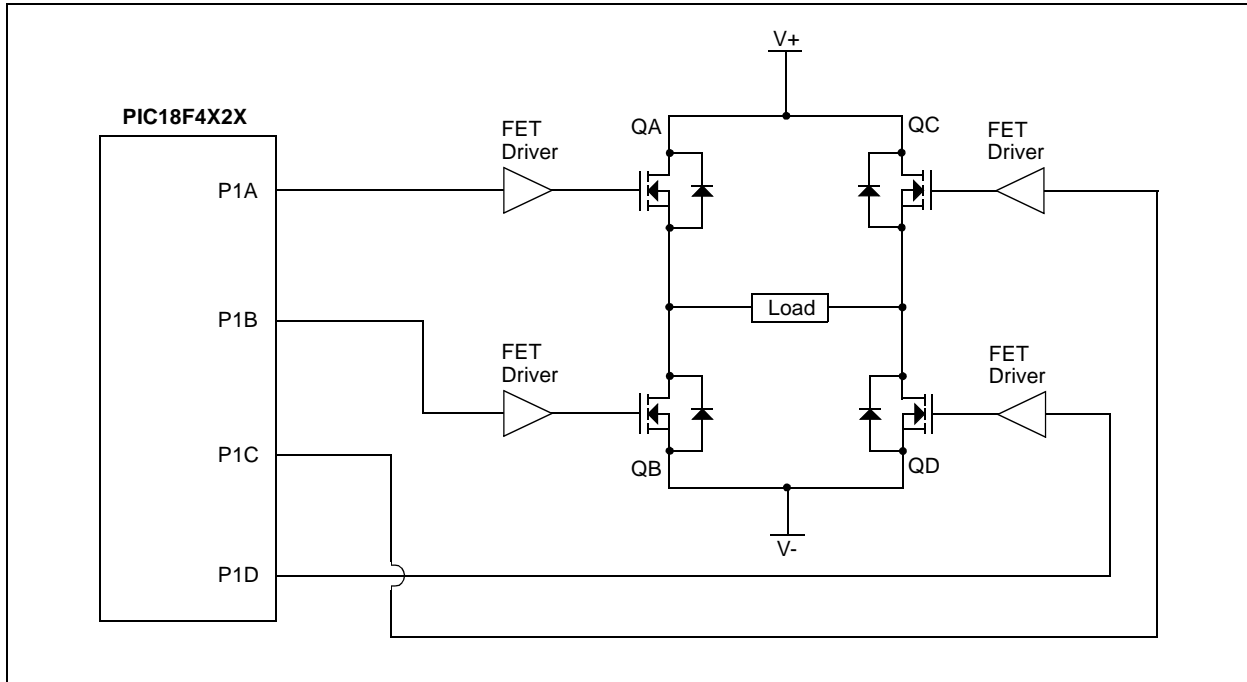 V+
PIC18F4X2X
FET
Driver
QA
QC
FET
Driver
P1A
Load
P1B
FET
Driver
FET
Driver
P1C
QB
QD
V-
P1D